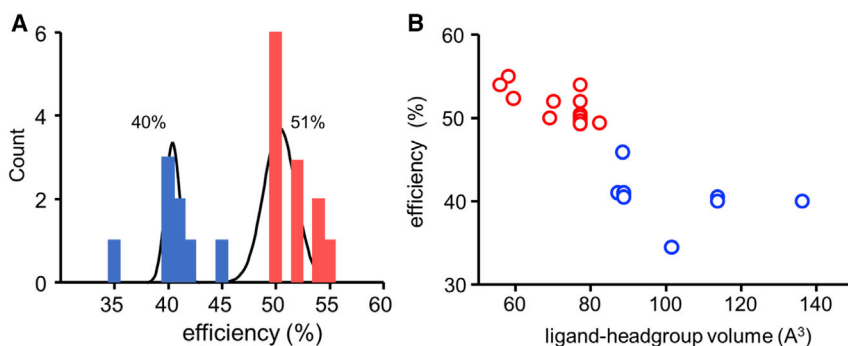 A
6
4
2
0
Count
40%
51%
35 40 45 50 55 60
efficiency (%)
B
60
50
40
30
efficiency (%)
60 80 100 120 140
ligand-headgroup volume (A³)